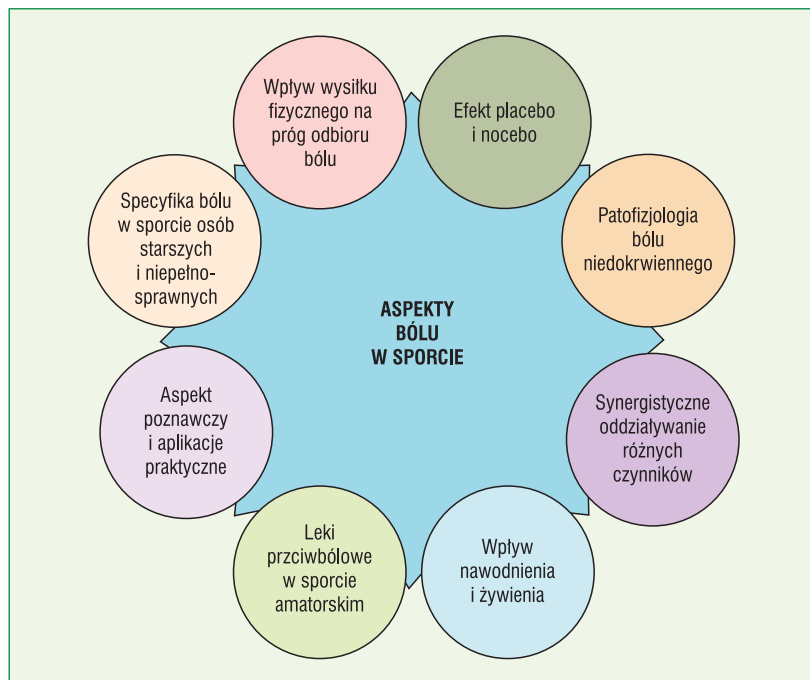 Wpływ wysiłku
fizycznego na
próg odbioru
bólu
Efekt placebo
i nocebo
Patofizjologia
bólu
niedokrwiennego
Synergistyczne
oddziaływanie
różnych
czynników
Wpływ
nawodnienia
i żywienia
Leki
przciwbólowe
w sporcie
amatorskim
Aspekt
poznawczy
i aplikacje
praktyczne
Specyfika bólu
w sporcie osób
starszych
i niepełno-
sprawnych
ASPEKTY
BÓLU
W SPORCIE